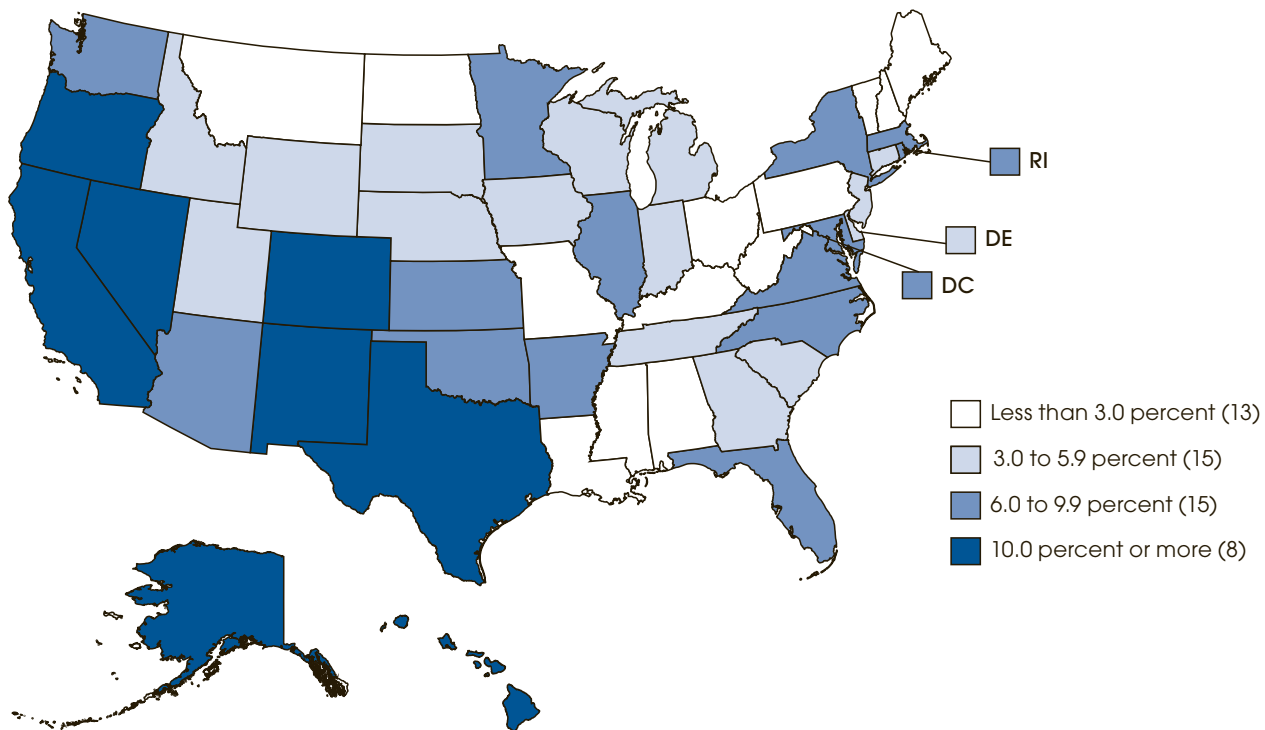 RI
DE
DC
Less than 3.0 percent (13)
3.0 to 5.9 percent (15)
6.0 to 9.9 percent (15)
10.0 percent or more (8)